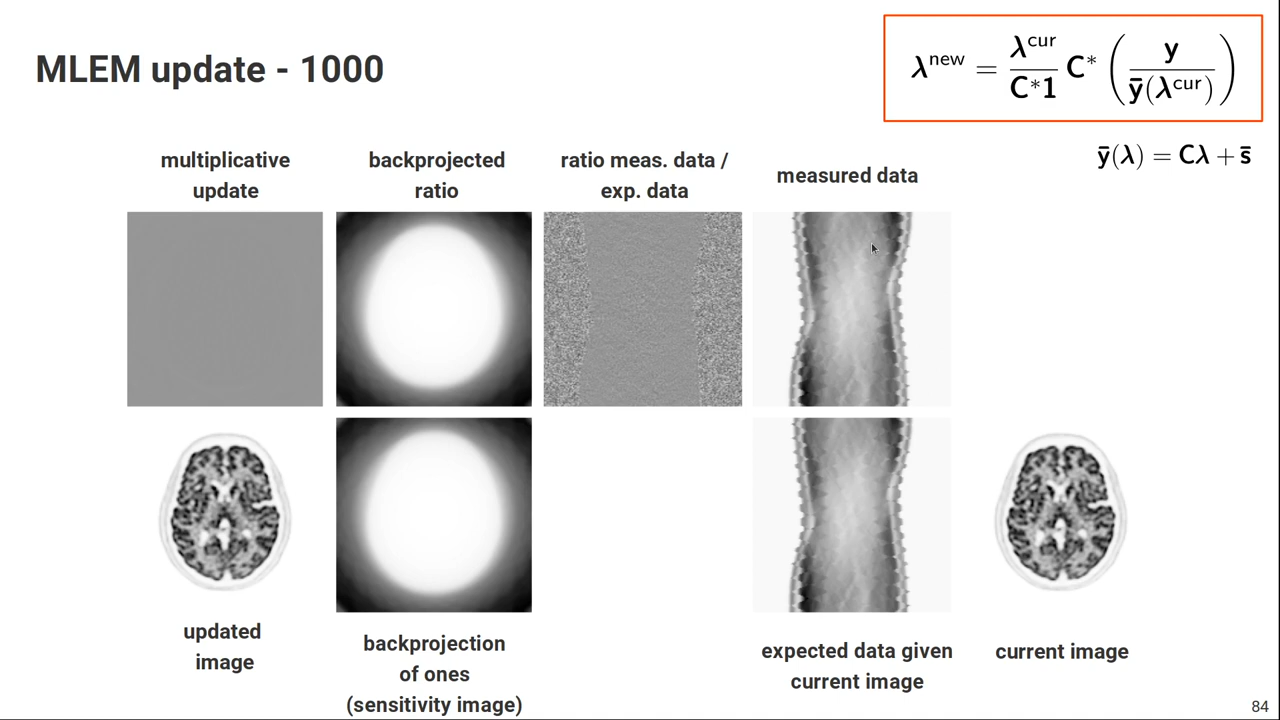 MLEM update - 1000
λ^new = λ^cur / C*1 C* ( y / ȳ(λ^cur) )
ȳ(λ) = Cλ + s̄
multiplicative
update
backprojected
ratio
ratio meas. data /
exp. data
measured data
updated
image
backprojection
of ones
(sensitivity image)
expected data given
current image
current image
84